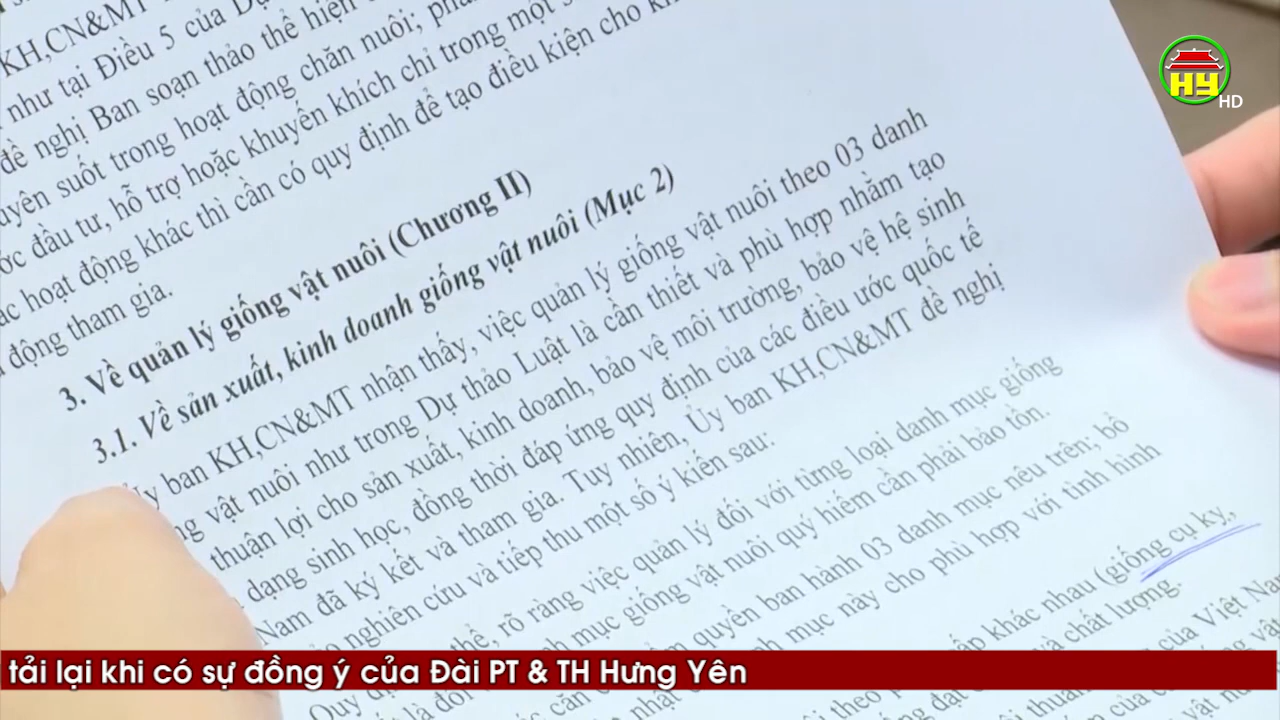 KH,CN&MT
như tại Điều 5 của
đề nghị Ban soạn thảo thể hiện
suốt trong hoạt động chăn nuôi;
đầu tư, hỗ trợ hoặc khuyến khích chỉ trong một
hoạt động khác thì cần có quy định để tạo điều kiện cho
động tham gia.
3. Về quản lý giống vật nuôi (Chương II)
3.1. Về sản xuất, kinh doanh giống vật nuôi (Mục 2)
ban KH,CN&MT nhận thấy, việc quản lý giống vật nuôi theo 03 danh
vật nuôi như trong Dự thảo Luật là cần thiết và phù hợp nhằm tạo
thuận lợi cho sản xuất, kinh doanh, bảo vệ môi trường, bảo vệ hệ sinh
dạng sinh học, đồng thời đáp ứng quy định của các điều ước quốc tế
Nam đã ký kết và tham gia. Tuy nhiên, Ủy ban KH,CN&MT đề nghị
nghiên cứu và tiếp thu một số ý kiến sau:
thể, rõ ràng việc quản lý đối với từng loại danh mục giống
mục giống vật nuôi quý hiếm cần phải bảo tồn.
quyền ban hành 03 danh mục nêu trên; bổ
mục này cho phù hợp với tình hình
khác nhau (giống cụ kỵ,
và chất lượng.
của Việt Nam
HY
HD
tải lại khi có sự đồng ý của Đài PT & TH Hưng Yên